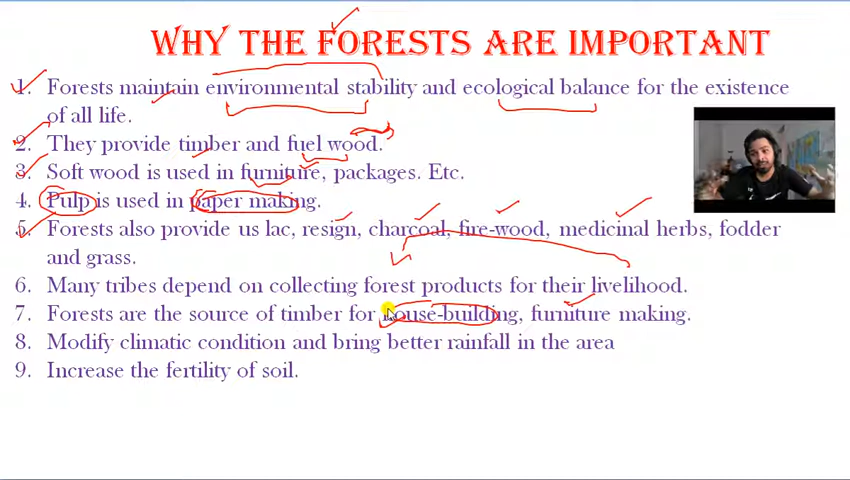 WHY THE FORESTS ARE IMPORTANT
1. Forests maintain environmental stability and ecological balance for the existence
of all life.
2. They provide timber and fuel wood.
3. Soft wood is used in furniture, packages. Etc.
4. Pulp is used in paper making.
5. Forests also provide us lac, resign, charcoal, fire-wood, medicinal herbs, fodder
and grass.
6. Many tribes depend on collecting forest products for their livelihood.
7. Forests are the source of timber for house-building, furniture making.
8. Modify climatic condition and bring better rainfall in the area
9. Increase the fertility of soil.